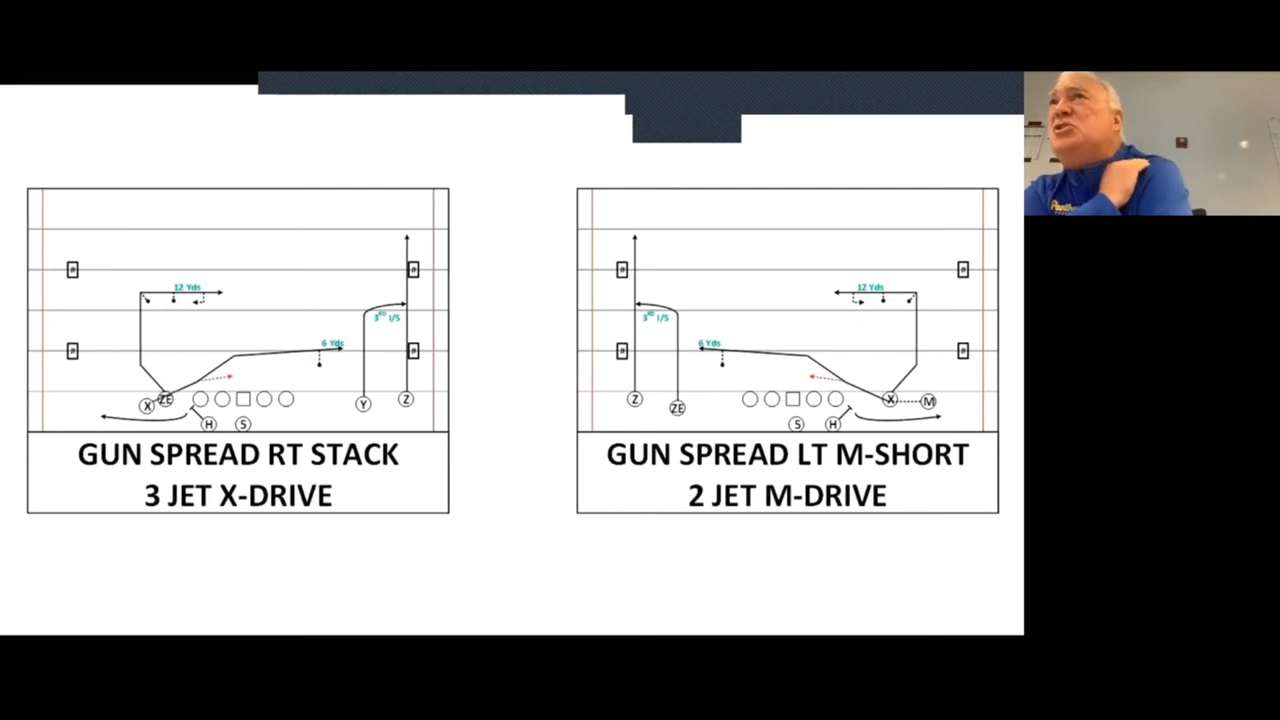 12 Yds
3RD I/S
6 Yds
X
ZE
Y
Z
H
S
GUN SPREAD RT STACK
3 JET X-DRIVE
12 Yds
3RD I/S
6 Yds
Z
ZE
X
M
S
H
GUN SPREAD LT M-SHORT
2 JET M-DRIVE